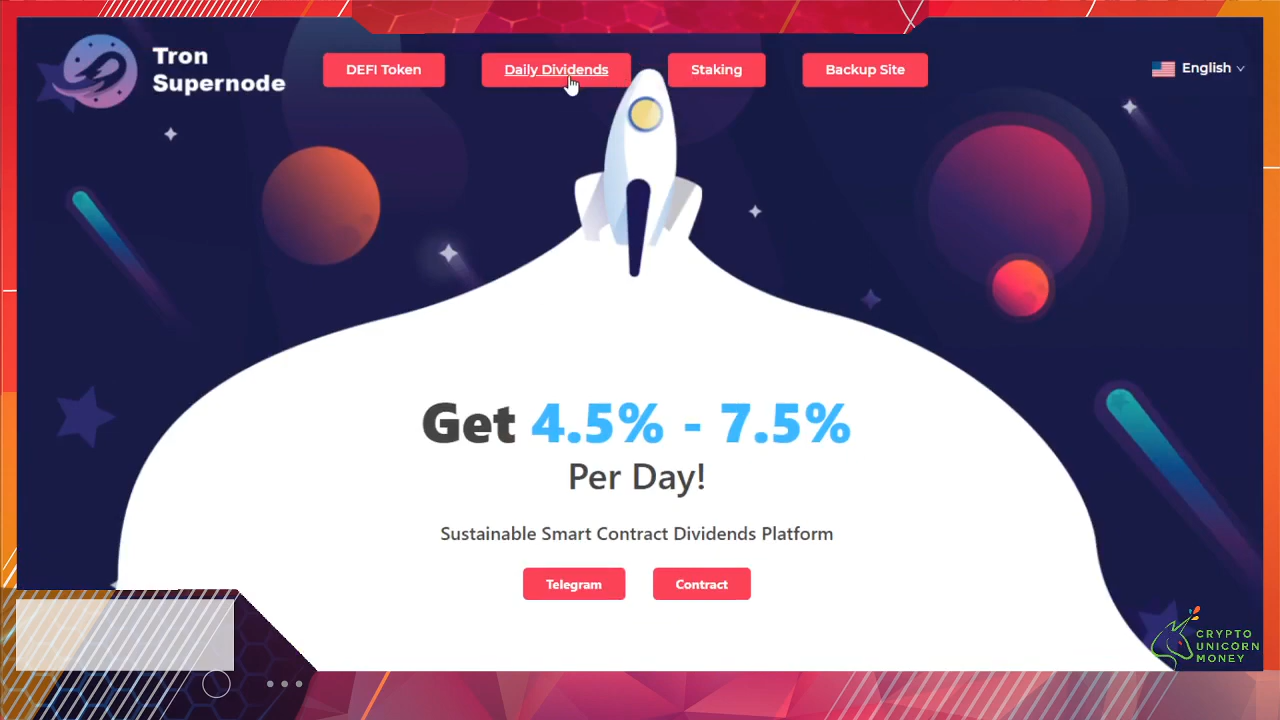 Tron
Supernode
DEFI Token
Daily Dividends
Staking
Backup Site
English
Get 4.5% - 7.5%
Per Day!
Sustainable Smart Contract Dividends Platform
Telegram
Contract
CRYPTO
UNICORN
MONEY